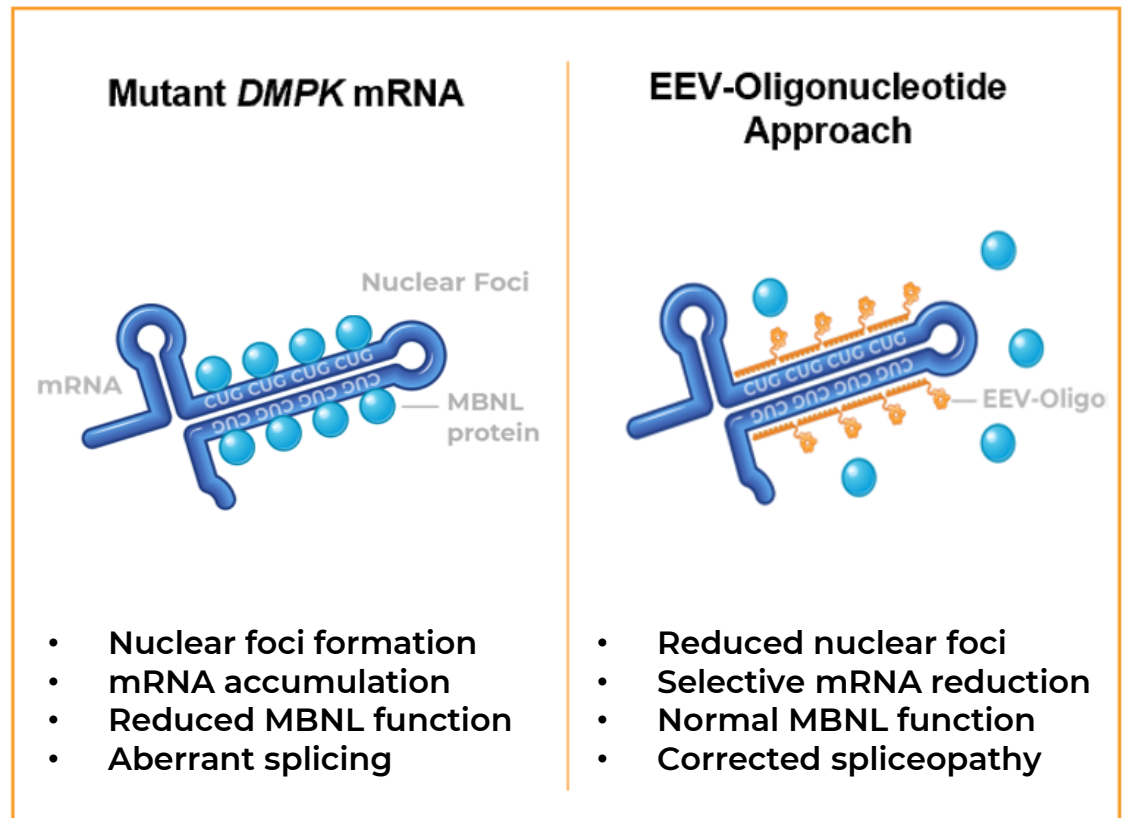 Mutant DMPK mRNA
Nuclear Foci
mRNA
CUG CUG CUG CUG
CUG CUG CUG CUG
MBNL
protein
• Nuclear foci formation
• mRNA accumulation
• Reduced MBNL function
• Aberrant splicing
EEV-Oligonucleotide
Approach
CUG CUG CUG CUG
CUG CUG CUG CUG
EEV-Oligo
• Reduced nuclear foci
• Selective mRNA reduction
• Normal MBNL function
• Corrected spliceopathy